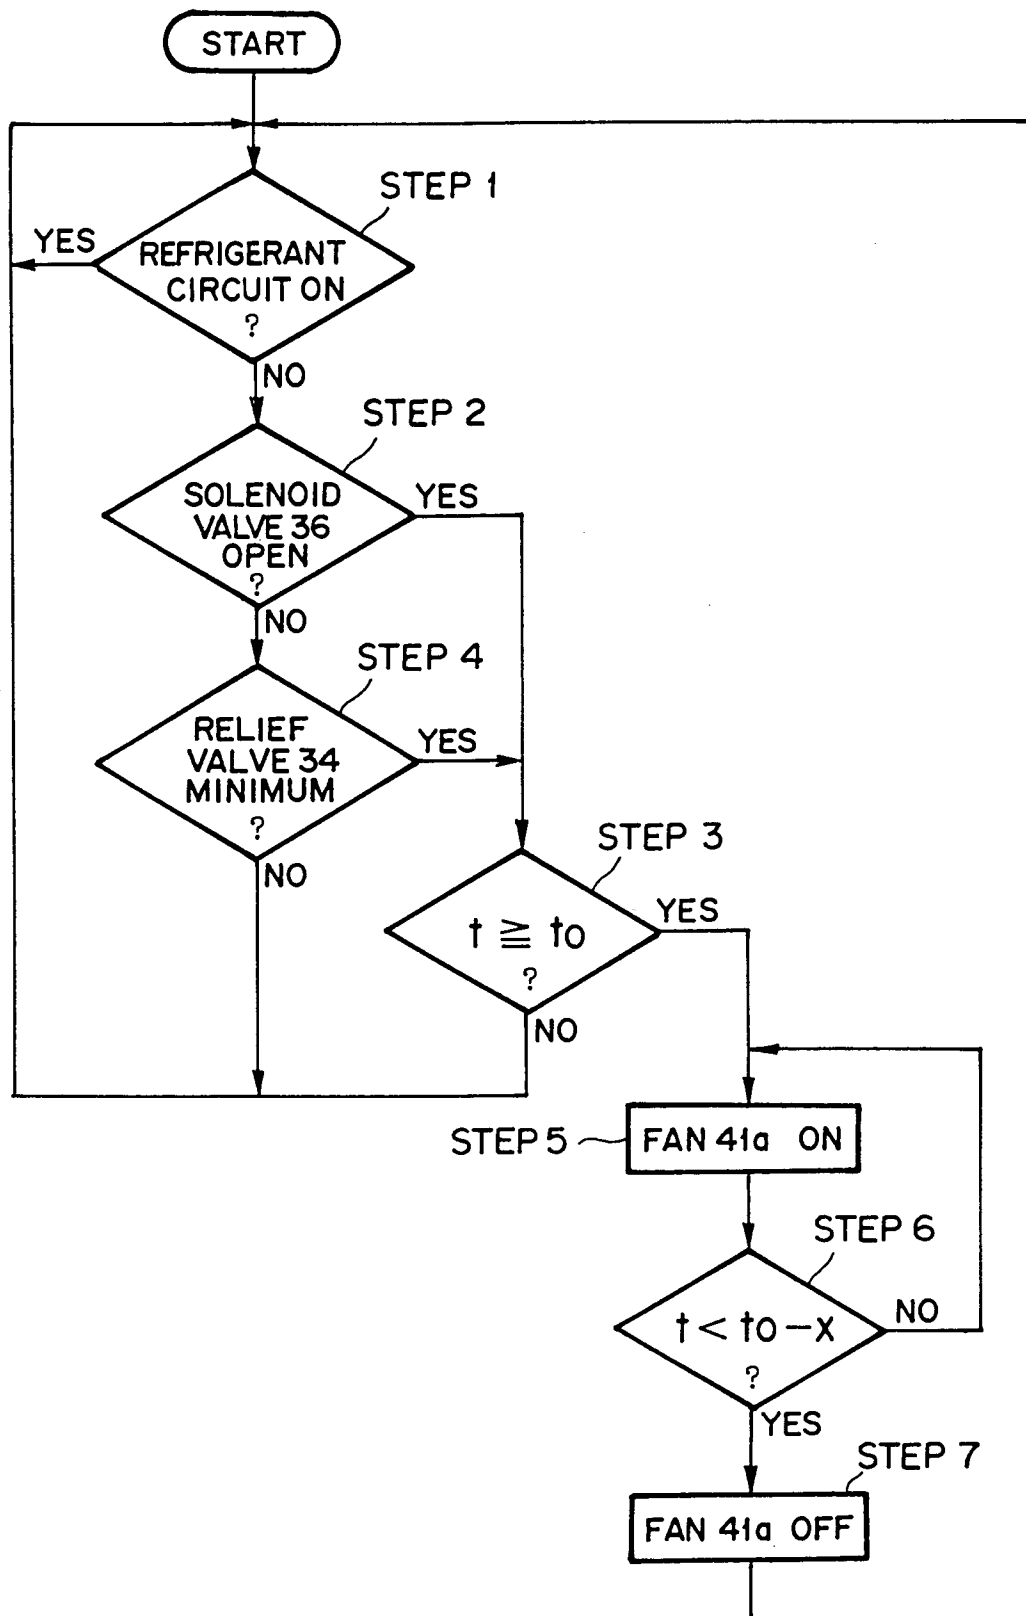 START
STEP 1
YES
REFRIGERANT
CIRCUIT ON
?
NO
STEP 2
SOLENOID
VALVE 36
OPEN
?
YES
NO
STEP 4
RELIEF
VALVE 34
MINIMUM
?
YES
NO
STEP 3
t ≧ to
?
YES
NO
STEP 5
FAN 41a ON
STEP 6
t < to - x
?
NO
YES
STEP 7
FAN 41a OFF